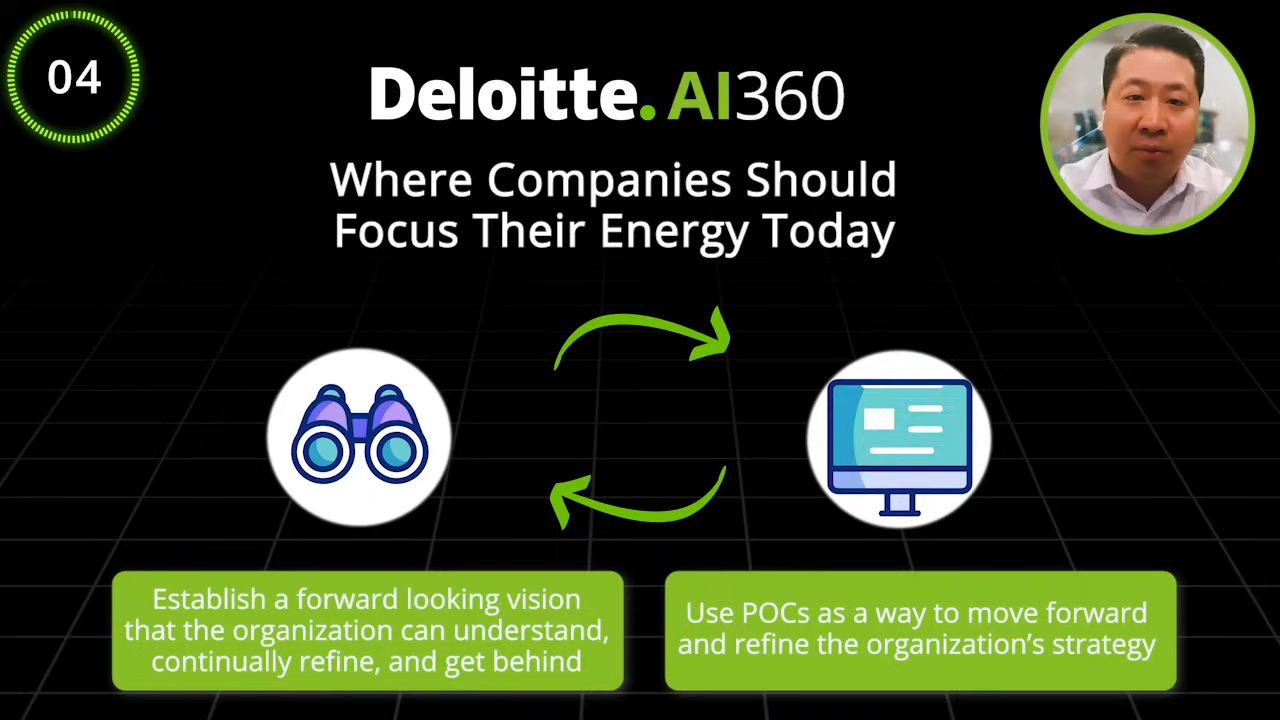 04
Deloitte. AI360
Where Companies Should
Focus Their Energy Today
Establish a forward looking vision
that the organization can understand,
continually refine, and get behind
Use POCs as a way to move forward
and refine the organization’s strategy